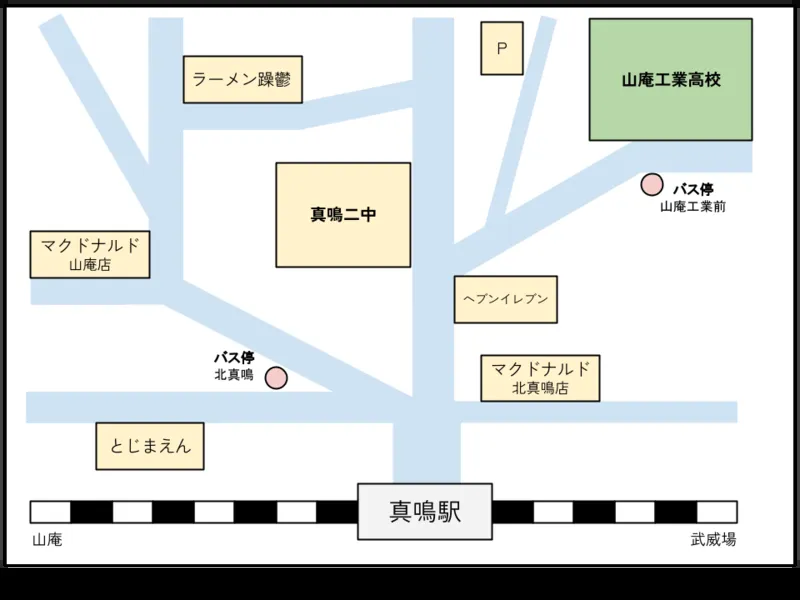 P
ラーメン躁鬱
山庵工業高校
バス停
山庵工業前
真鳴二中
マクドナルド
山庵店
ヘブンイレブン
バス停
北真鳴
マクドナルド
北真鳴店
とじまえん
真鳴駅
山庵
武威場